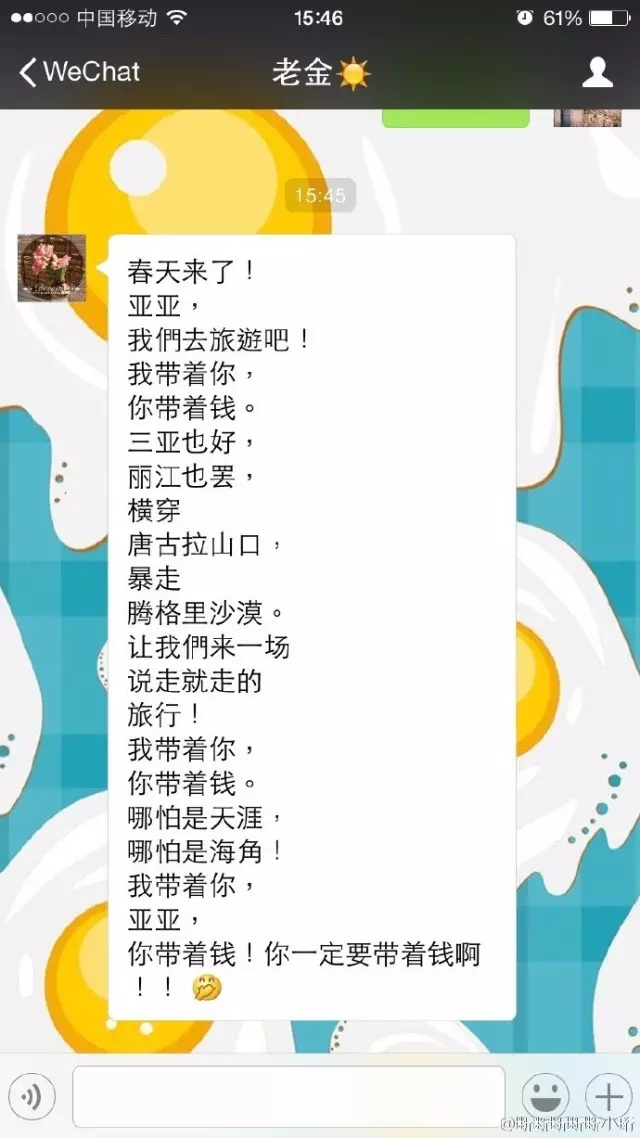 中国移动 15:46 61%
WeChat 老金☀️
15:45
春天来了！
亚亚，
我們去旅遊吧！
我带着你，
你带着钱。
三亚也好，
丽江也罢，
横穿
唐古拉山口，
暴走
腾格里沙漠。
让我們来一场
说走就走的
旅行！
我带着你，
你带着钱。
哪怕是天涯，
哪怕是海角！
我带着你，
亚亚，
你带着钱！你一定要带着钱啊
！！🤭